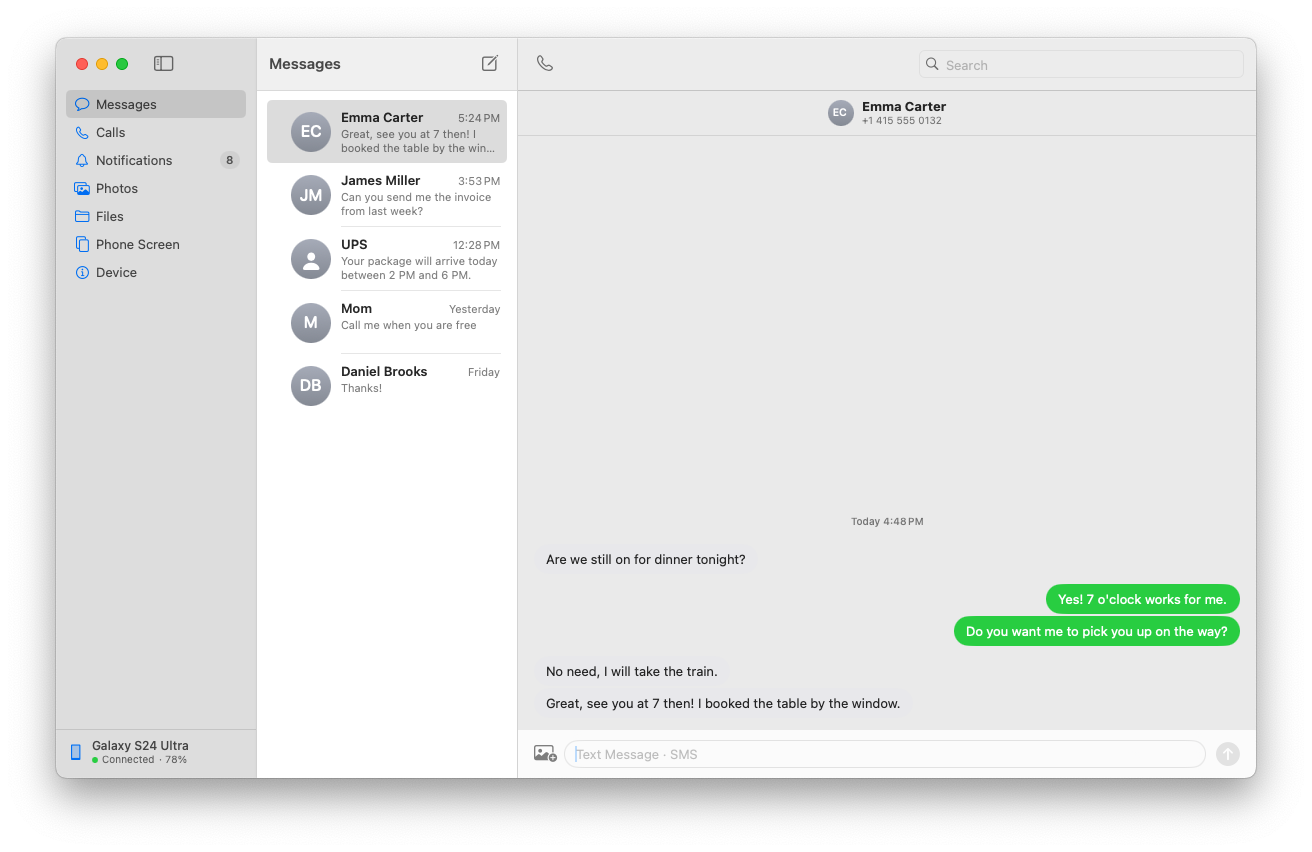 Messages
Calls
Notifications 8
Photos
Files
Phone Screen
Device
Galaxy S24 Ultra
Connected · 78%
Messages
EC
Emma Carter 5:24 PM
Great, see you at 7 then! I
booked the table by the win...
JM
James Miller 3:53 PM
Can you send me the invoice
from last week?
UPS 12:28 PM
Your package will arrive today
between 2 PM and 6 PM.
M
Mom Yesterday
Call me when you are free
DB
Daniel Brooks Friday
Thanks!
Search
EC
Emma Carter
+1 415 555 0132
Today 4:48 PM
Are we still on for dinner tonight?
Yes! 7 o'clock works for me.
Do you want me to pick you up on the way?
No need, I will take the train.
Great, see you at 7 then! I booked the table by the window.
Text Message · SMS